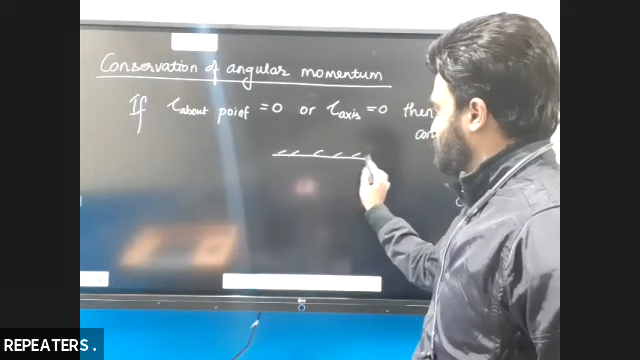 Conservation of angular momentum
If τabout point = 0 or τaxis = 0 then
REPEATERS .